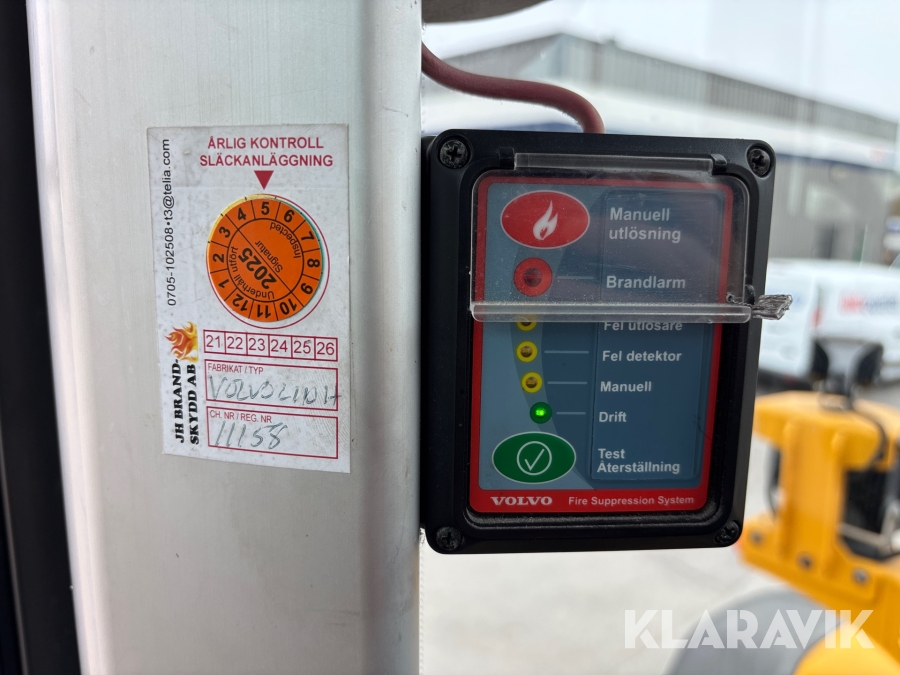 ÅRLIG KONTROLL
SLÄCKANLÄGGNING
0705-102508•t3@telia.com
1 2 3 4 5 6 7 8 9 10 11 12
Inspected
2025
Signatur
Underhåll utfört
JH BRAND-
SKYDD AB
21 22 23 24 25 26
FABRIKAT / TYP
CH. NR / REG. NR
11158
Manuell
utlösning
Brandlarm
Fel utlösare
Fel detektor
Manuell
Drift
Test
Återställning
VOLVO Fire Suppression System
KLARAVIK